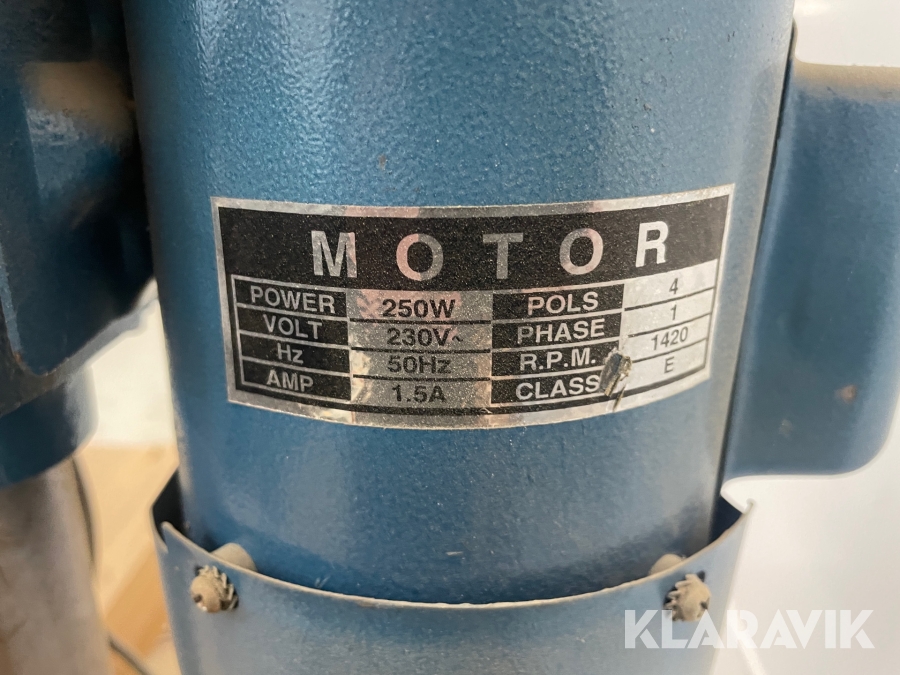 MOTOR
POWER 250W POLS 4
VOLT 230V~ PHASE 1
Hz 50Hz R.P.M. 1420
AMP 1.5A CLASS E
KLARAVIK